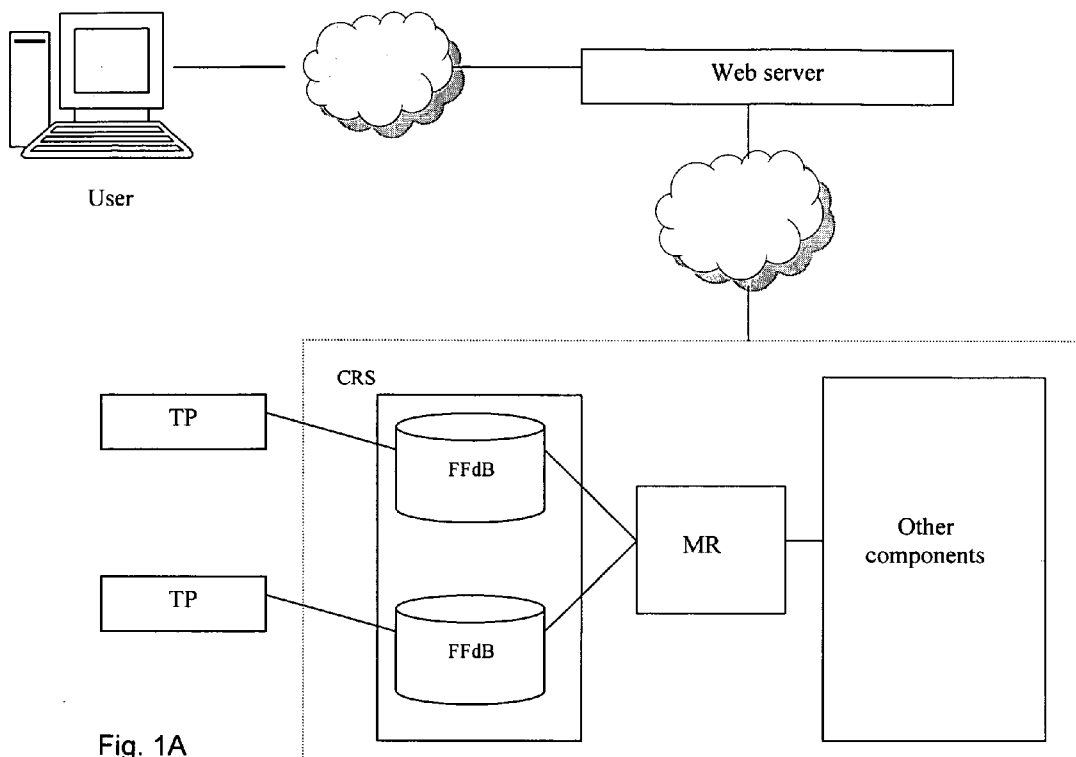 Web server
User
CRS
TP
FFdB
MR
Other
components
TP
FFdB
Fig. 1A